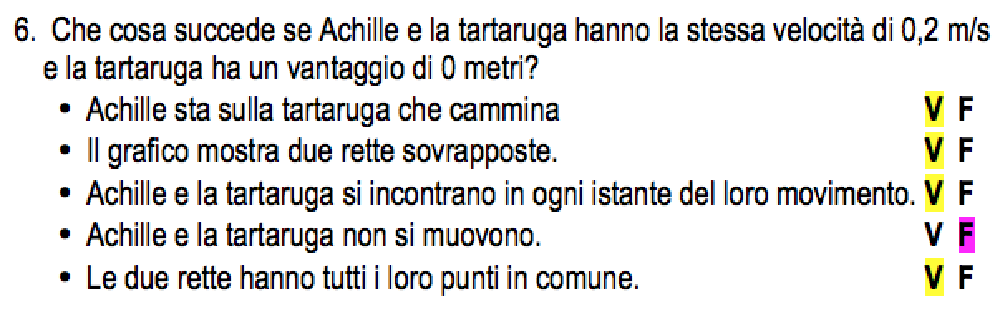 6. Che cosa succede se Achille e la tartaruga hanno la stessa velocità di 0,2 m/s
e la tartaruga ha un vantaggio di 0 metri?
• Achille sta sulla tartaruga che cammina V F
• Il grafico mostra due rette sovrapposte. V F
• Achille e la tartaruga si incontrano in ogni istante del loro movimento. V F
• Achille e la tartaruga non si muovono. V F
• Le due rette hanno tutti i loro punti in comune. V F